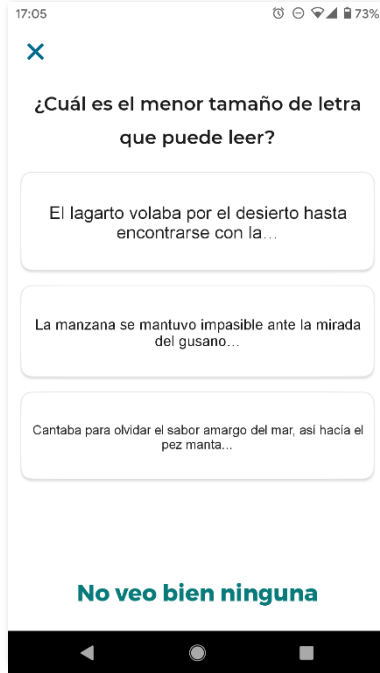 17:05
73%
¿Cuál es el menor tamaño de letra
que puede leer?
El lagarto volaba por el desierto hasta
encontrarse con la...
La manzana se mantuvo impasible ante la mirada
del gusano...
Cantaba para olvidar el sabor amargo del mar, así hacía el
pez manta...
No veo bien ninguna